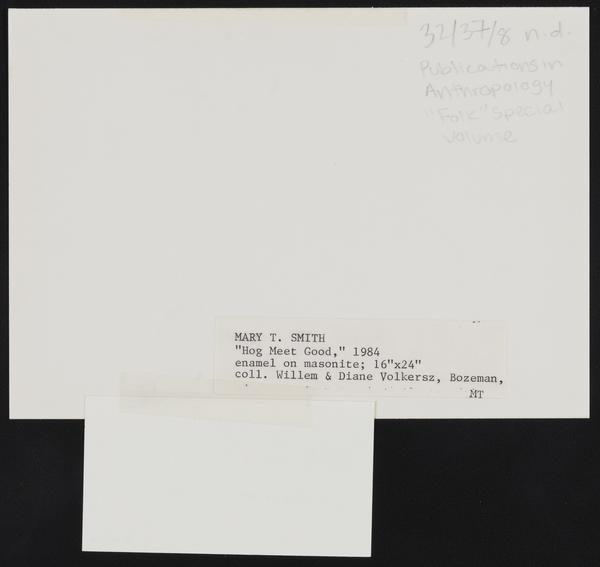 32/37/8 n.d.
Publications in
Anthropology
"Folk" Special
Volume
MARY T. SMITH
"Hog Meet Good," 1984
enamel on masonite; 16"x24"
coll. Willem & Diane Volkersz, Bozeman,
MT